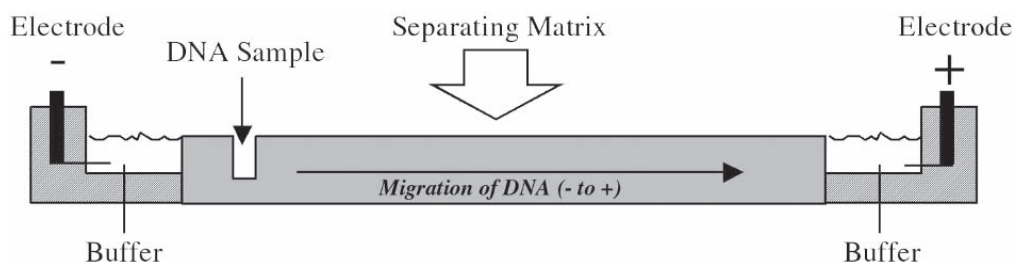 Electrode
Separating Matrix
Electrode
-
DNA Sample
+
Migration of DNA (- to +)
Buffer
Buffer